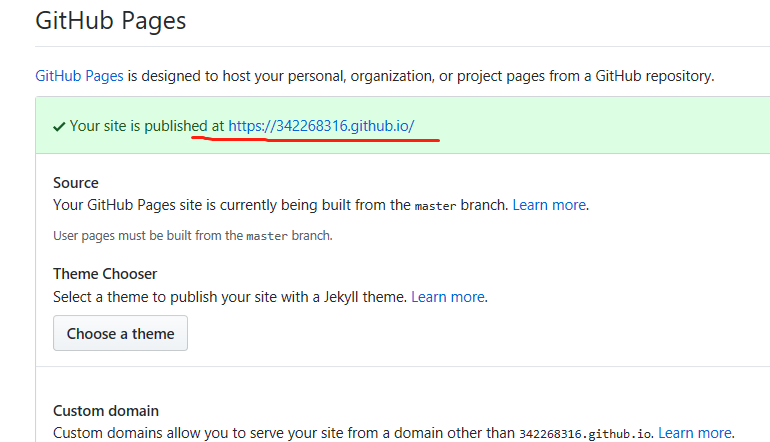 GitHub Pages
GitHub Pages is designed to host your personal, organization, or project pages from a GitHub repository.
✓ Your site is published at https://342268316.github.io/
Source
Your GitHub Pages site is currently being built from the master branch. Learn more.
User pages must be built from the master branch.
Theme Chooser
Select a theme to publish your site with a Jekyll theme. Learn more.
Choose a theme
Custom domain
Custom domains allow you to serve your site from a domain other than 342268316.github.io. Learn more.